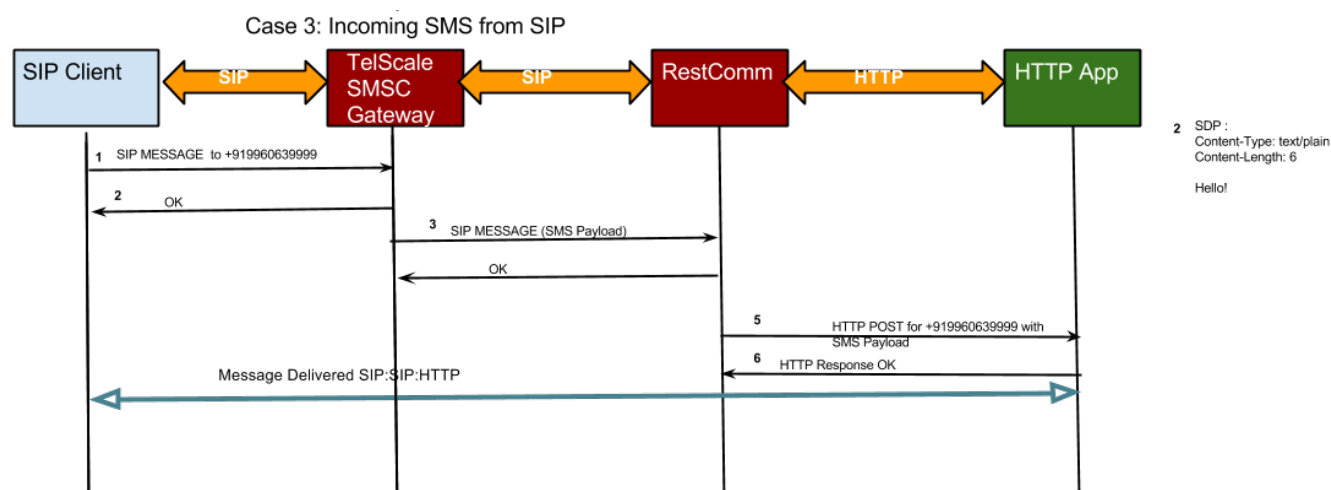 Case 3: Incoming SMS from SIP
SIP Client
SIP
TelScale
SMSC
Gateway
SIP
RestComm
HTTP
HTTP App
2 SDP :
Content-Type: text/plain
Content-Length: 6
Hello!
1 SIP MESSAGE to +919960639999
2 OK
3 SIP MESSAGE (SMS Payload)
OK
5 HTTP POST for +919960639999 with
SMS Payload
6 HTTP Response OK
Message Delivered SIP:SIP:HTTP